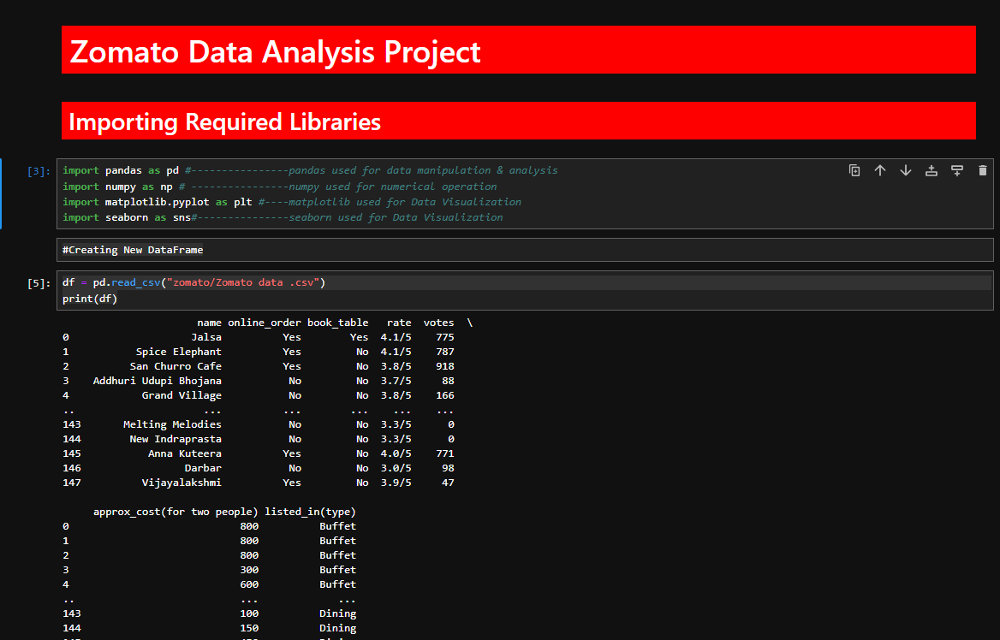 Zomato Data Analysis Project
Importing Required Libraries
[3]:
import pandas as pd #----------------pandas used for data manipulation & analysis
import numpy as np # ----------------numpy used for numerical operation
import matplotlib.pyplot as plt #----matplotlib used for Data Visualization
import seaborn as sns#---------------seaborn used for Data Visualization
#Creating New DataFrame
[5]:
df = pd.read_csv("zomato/Zomato data .csv")
print(df)
name online_order book_table rate votes \
0 Jalsa Yes Yes 4.1/5 775
1 Spice Elephant Yes No 4.1/5 787
2 San Churro Cafe Yes No 3.8/5 918
3 Addhuri Udupi Bhojana No No 3.7/5 88
4 Grand Village No No 3.8/5 166
.. ... ... ... ... ...
143 Melting Melodies No No 3.3/5 0
144 New Indraprasta No No 3.3/5 0
145 Anna Kuteera Yes No 4.0/5 771
146 Darbar No No 3.0/5 98
147 Vijayalakshmi Yes No 3.9/5 47
approx_cost(for two people) listed_in(type)
0 800 Buffet
1 800 Buffet
2 800 Buffet
3 300 Buffet
4 600 Buffet
.. ... ...
143 100 Dining
144 150 Dining